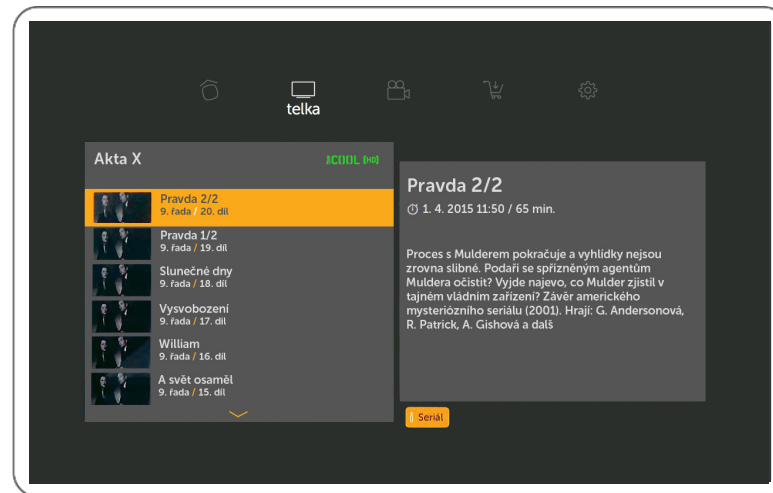 telka
Akta X
COOL HD
Pravda 2/2
9. řada / 20. díl
Pravda 1/2
9. řada / 19. díl
Slunečné dny
9. řada / 18. díl
Vysvobození
9. řada / 17. díl
William
9. řada / 16. díl
A svět osaměl
9. řada / 15. díl
Pravda 2/2
1. 4. 2015 11:50 / 65 min.
Proces s Mulderem pokračuje a vyhlídky nejsou
zrovna slibné. Podaří se spřízněným agentům
Muldera očistit? Vyjde najevo, co Mulder zjistil v
tajném vládním zařízení? Závěr amerického
mysteriózního seriálu (2001). Hrají: G. Andersonová,
R. Patrick, A. Gishová a dalš
Seriál